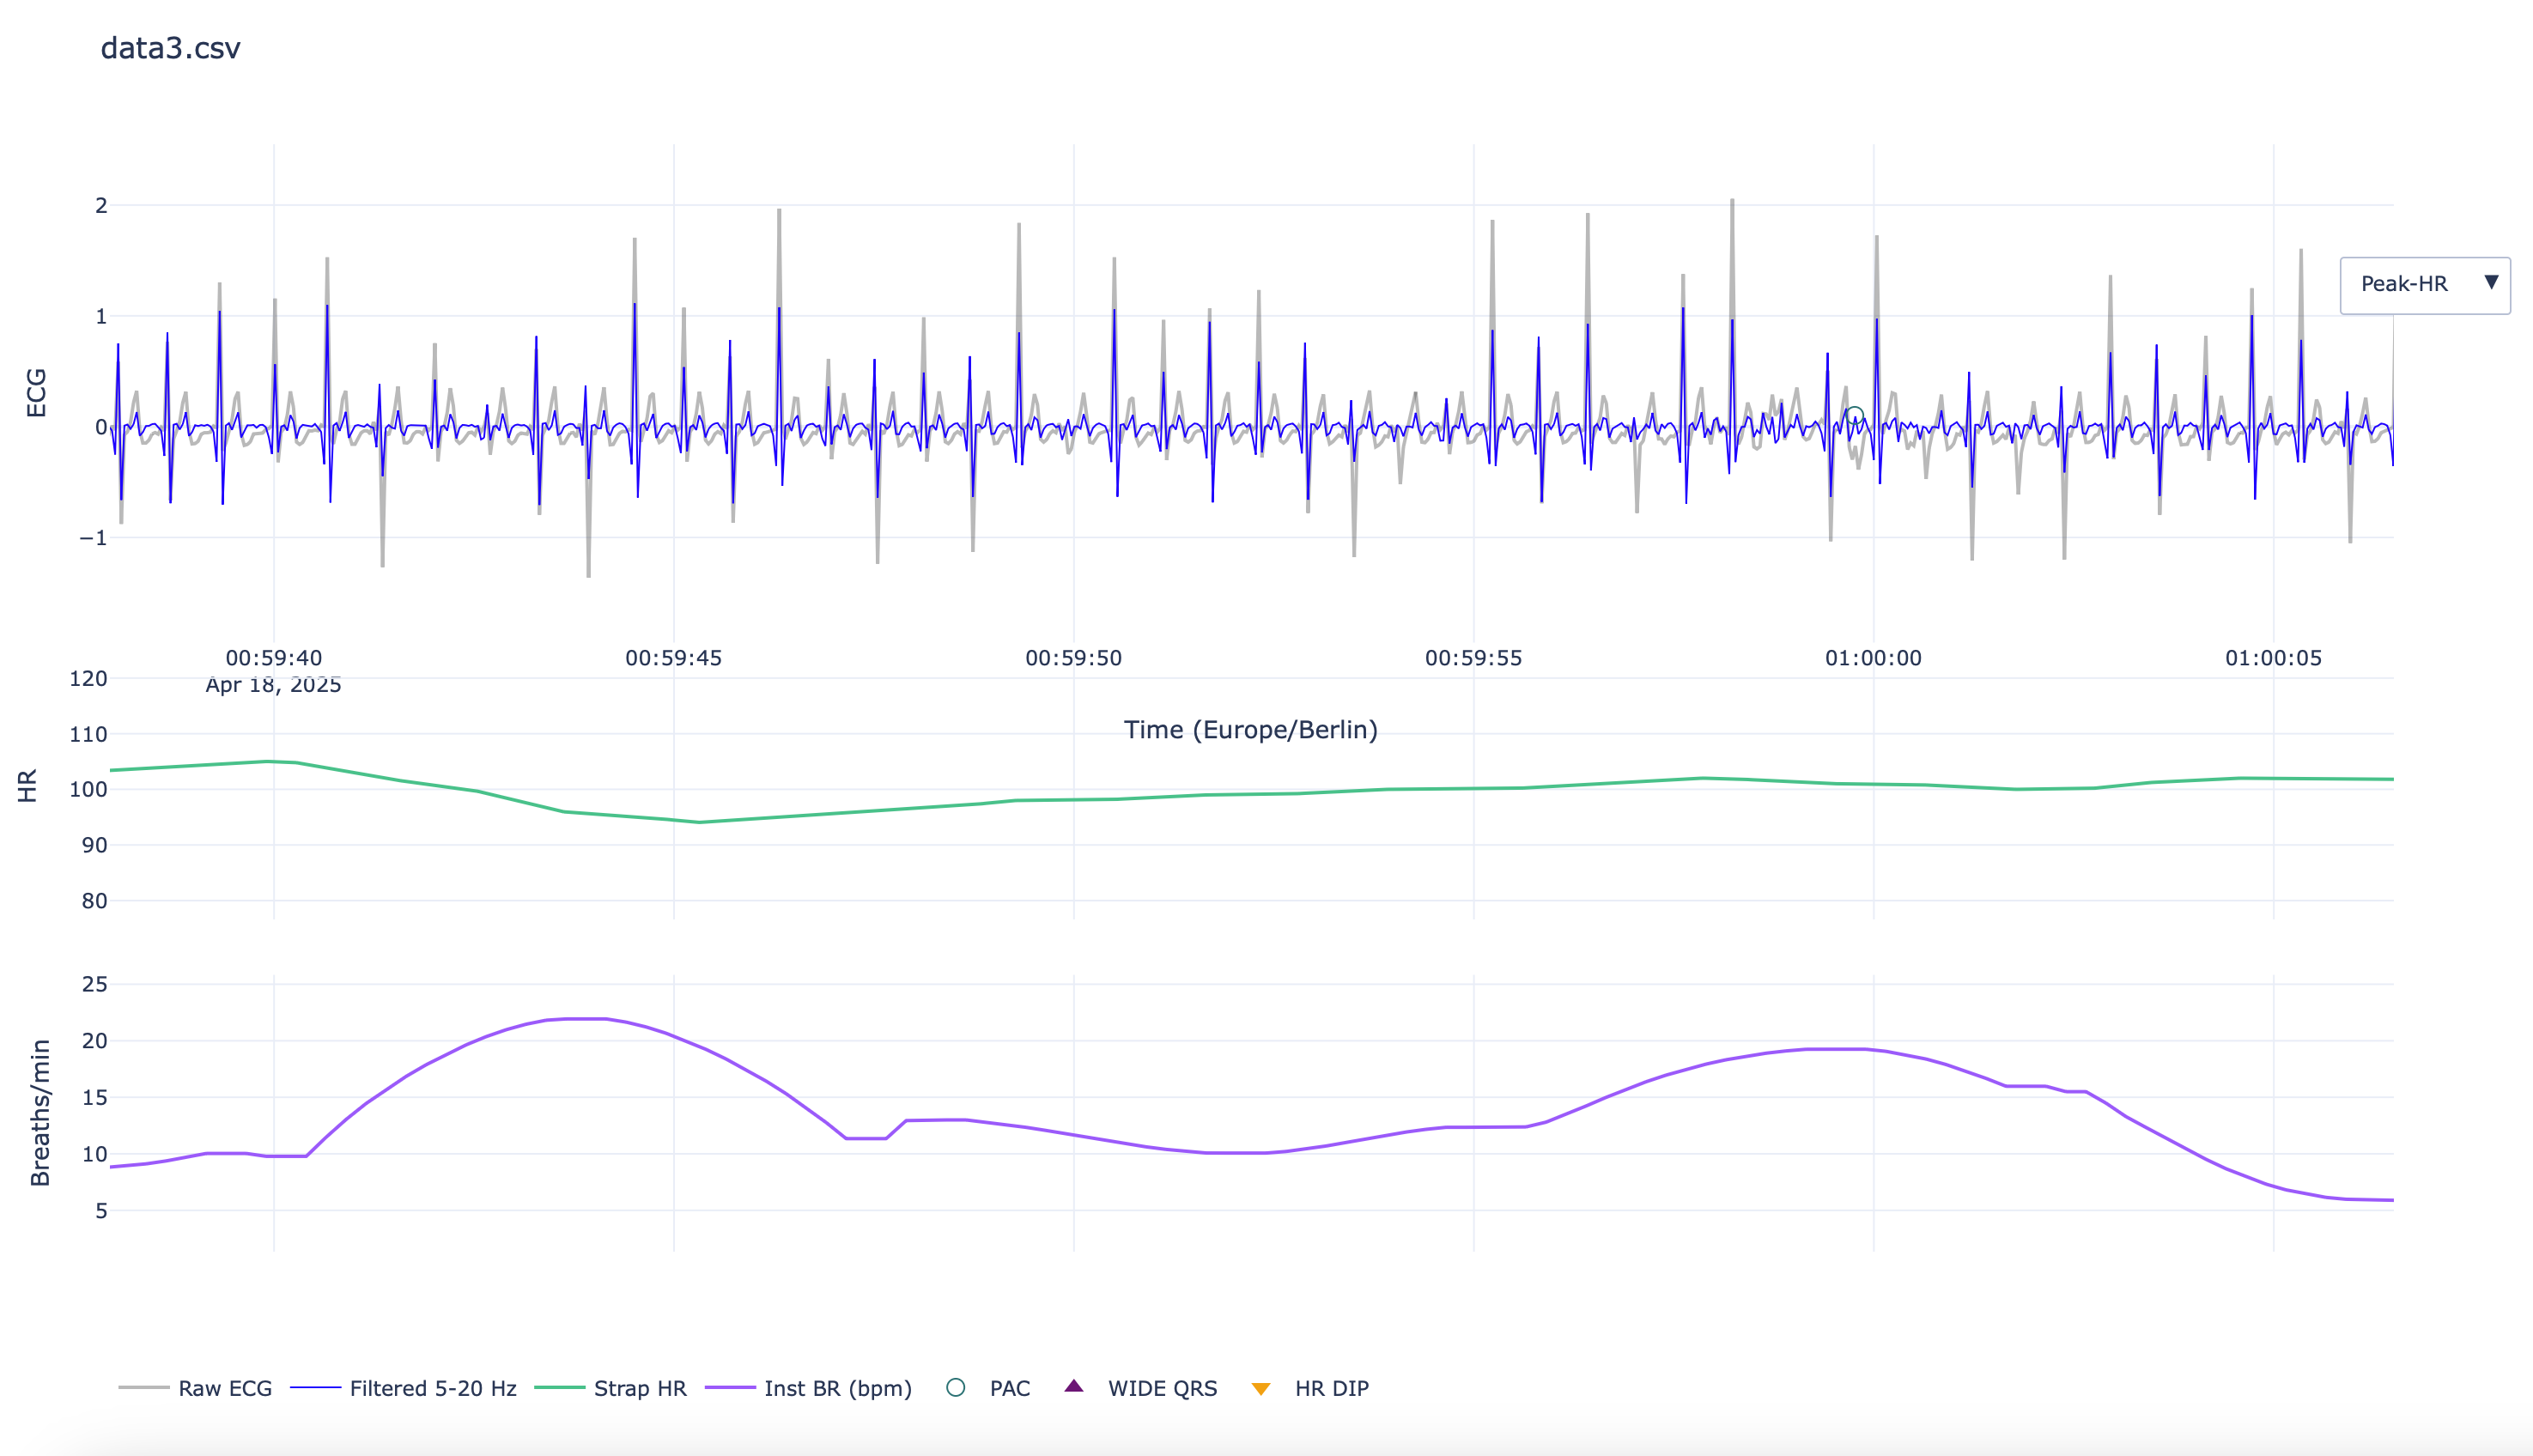 data3.csv
2
1
0
−1
ECG
Peak-HR ▼
00:59:40 00:59:45 00:59:50 00:59:55 01:00:00 01:00:05
Apr 18, 2025
Time (Europe/Berlin)
120
110
100
90
80
HR
25
20
15
10
5
Breaths/min
Raw ECG Filtered 5-20 Hz Strap HR Inst BR (bpm) PAC WIDE QRS HR DIP